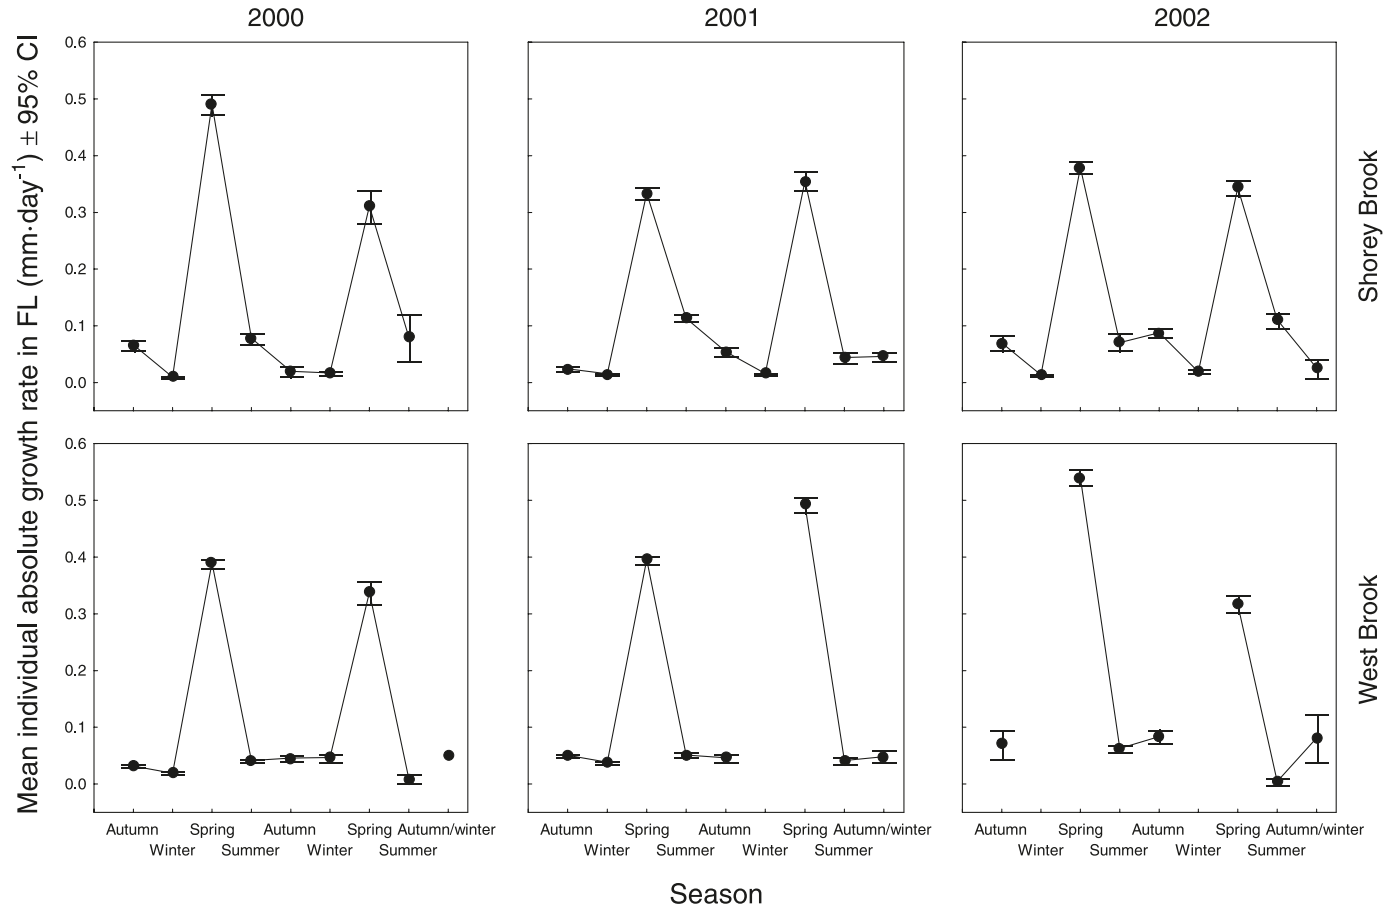 2000
2001
2002
Mean individual absolute growth rate in FL (mm·day⁻¹) ± 95% CI
0.6
0.5
0.4
0.3
0.2
0.1
0.0
Shorey Brook
0.6
0.5
0.4
0.3
0.2
0.1
0.0
West Brook
Autumn Spring Autumn Spring Autumn/winter
Winter Summer Winter Summer
Autumn Spring Autumn Spring Autumn/winter
Winter Summer Winter Summer
Autumn Spring Autumn Spring Autumn/winter
Winter Summer Winter Summer
Season